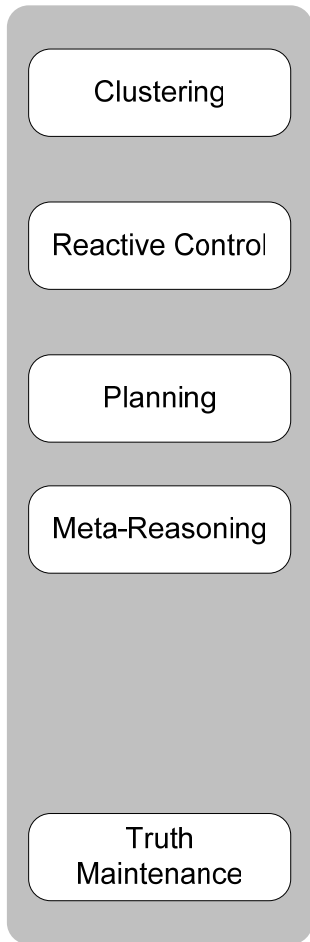 Clustering
Reactive Control
Planning
Meta-Reasoning
Truth
Maintenance